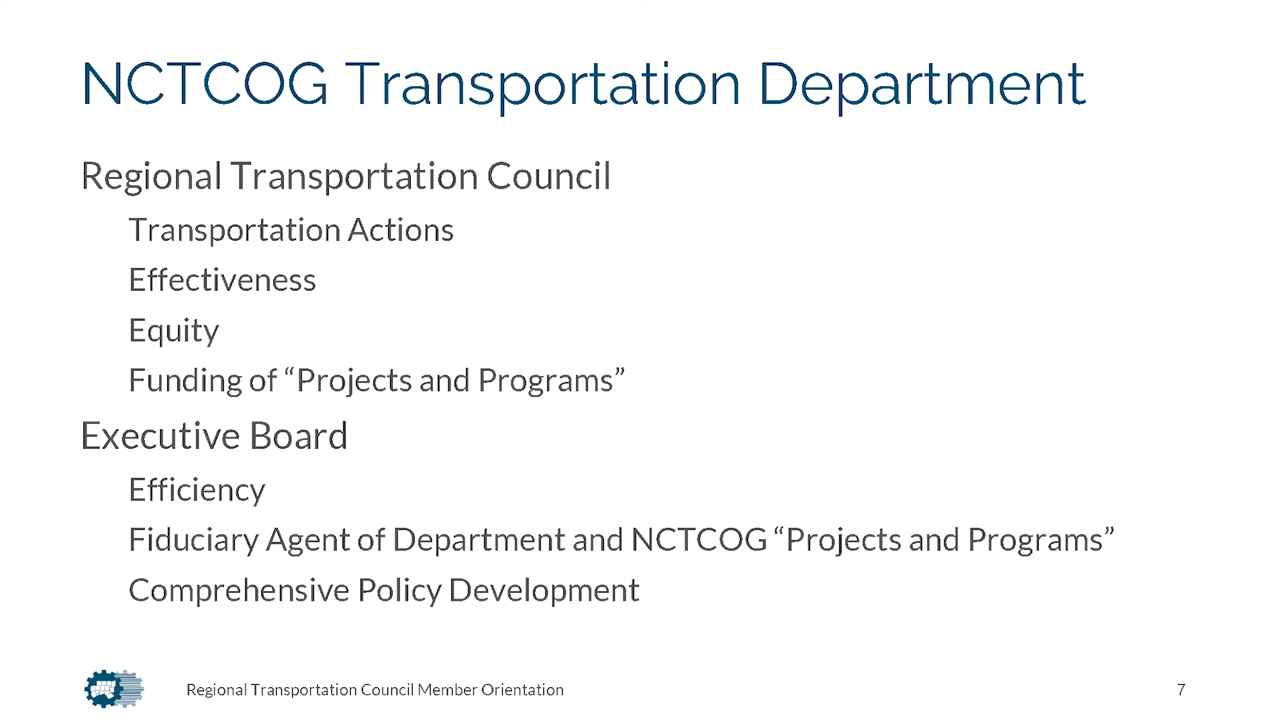 NCTCOG Transportation Department
Regional Transportation Council
Transportation Actions
Effectiveness
Equity
Funding of “Projects and Programs”
Executive Board
Efficiency
Fiduciary Agent of Department and NCTCOG “Projects and Programs”
Comprehensive Policy Development
Regional Transportation Council Member Orientation
7